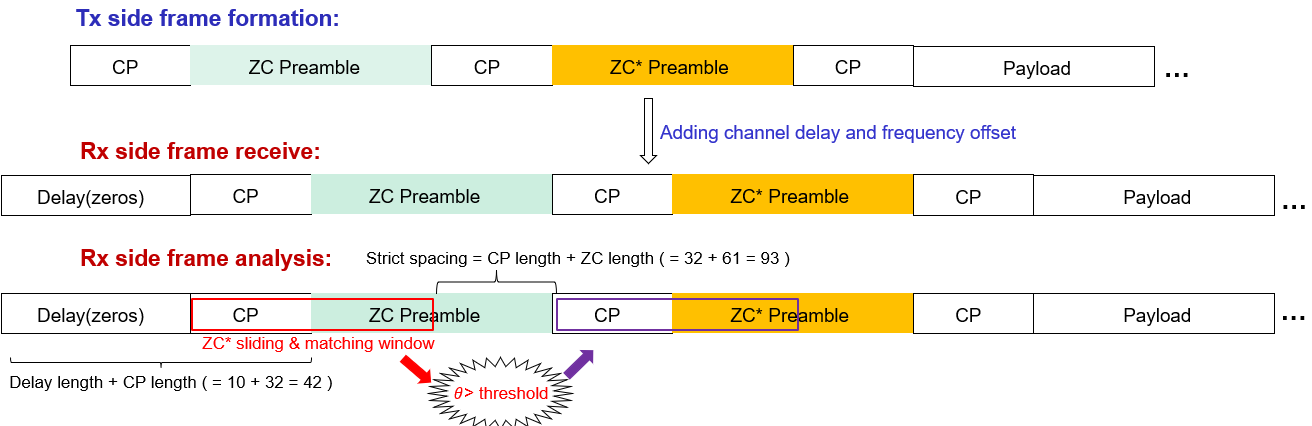 Tx side frame formation:
CP ZC Preamble CP ZC* Preamble CP Payload ...
Adding channel delay and frequency offset
Rx side frame receive:
Delay(zeros) CP ZC Preamble CP ZC* Preamble CP Payload ...
Rx side frame analysis: Strict spacing = CP length + ZC length ( = 32 + 61 = 93 )
Delay(zeros) CP ZC Preamble CP ZC* Preamble CP Payload ...
ZC* sliding & matching window
Delay length + CP length ( = 10 + 32 = 42 )
θ> threshold